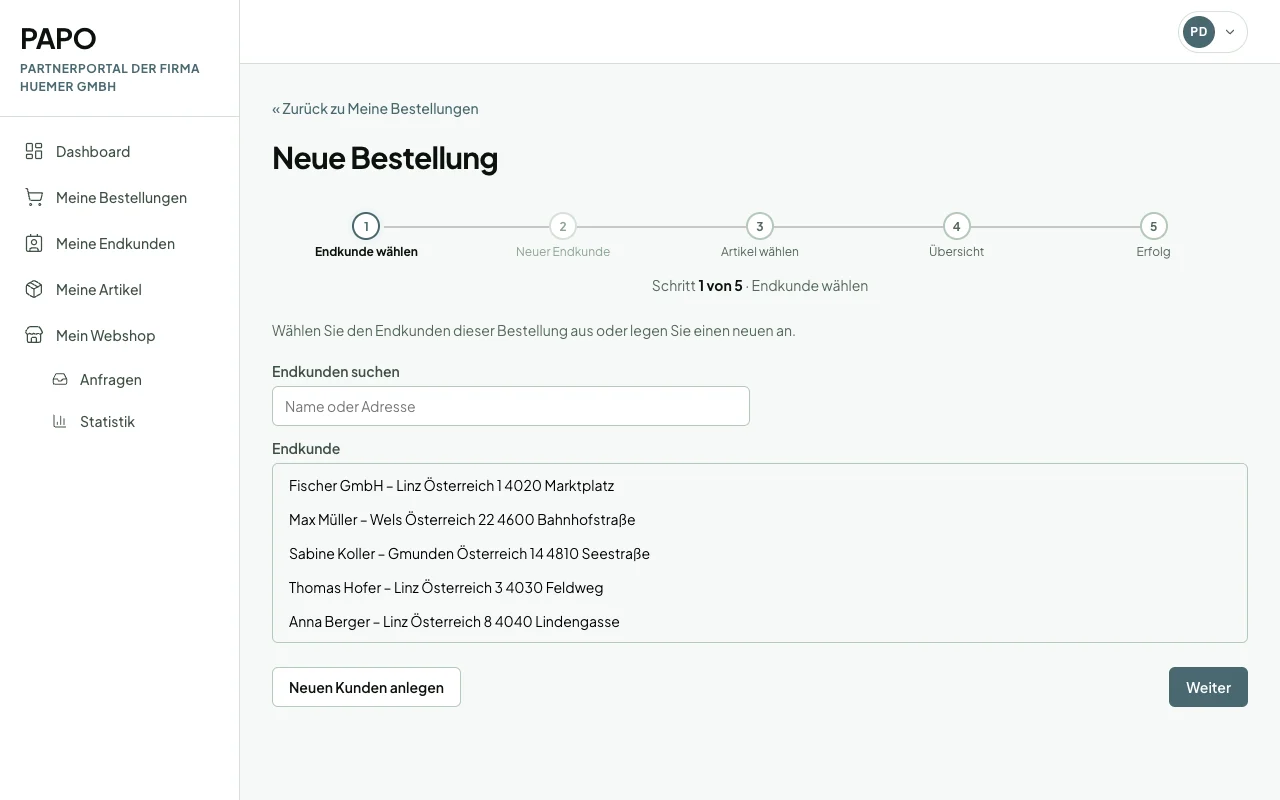 PAPO
PARTNERPORTAL DER FIRMA
HUEMER GMBH
Dashboard
Meine Bestellungen
Meine Endkunden
Meine Artikel
Mein Webshop
Anfragen
Statistik
PD
« Zurück zu Meine Bestellungen
Neue Bestellung
1
2
3
4
5
Endkunde wählen
Neuer Endkunde
Artikel wählen
Übersicht
Erfolg
Schritt 1 von 5 · Endkunde wählen
Wählen Sie den Endkunden dieser Bestellung aus oder legen Sie einen neuen an.
Endkunden suchen
Name oder Adresse
Endkunde
Fischer GmbH – Linz Österreich 1 4020 Marktplatz
Max Müller – Wels Österreich 22 4600 Bahnhofstraße
Sabine Koller – Gmunden Österreich 14 4810 Seestraße
Thomas Hofer – Linz Österreich 3 4030 Feldweg
Anna Berger – Linz Österreich 8 4040 Lindengasse
Neuen Kunden anlegen
Weiter